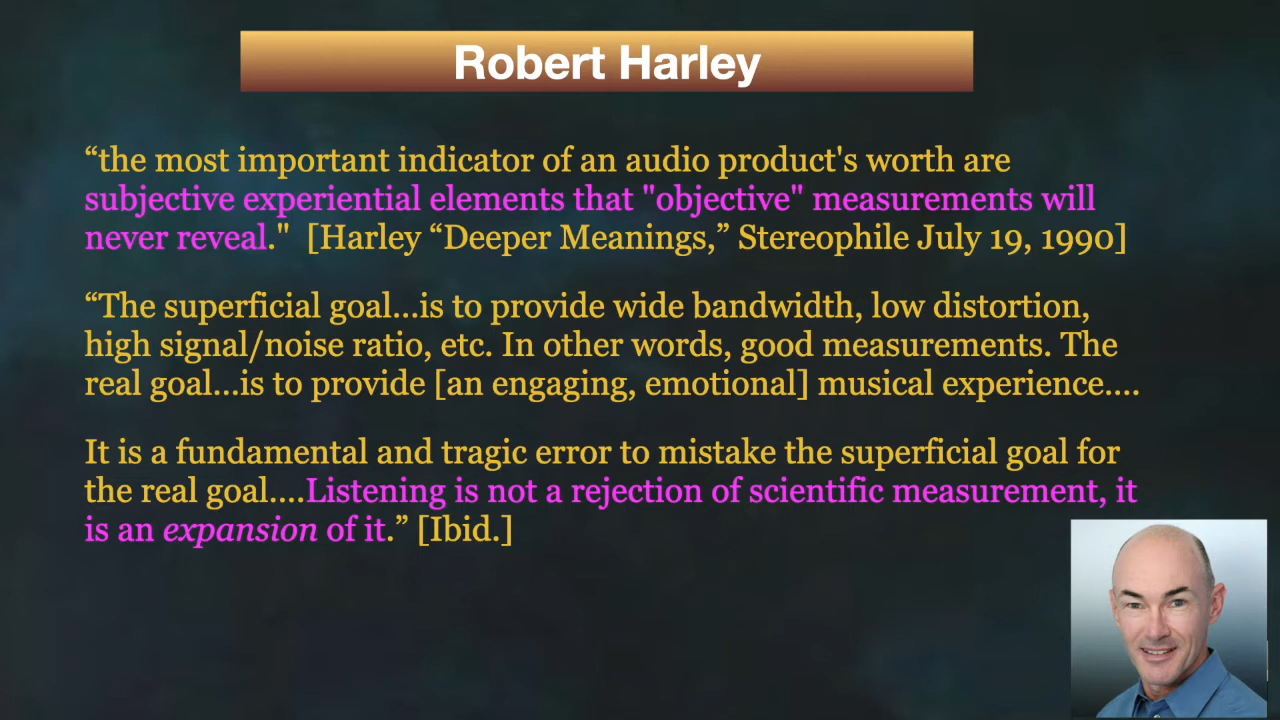 Robert Harley
“the most important indicator of an audio product's worth are
subjective experiential elements that "objective" measurements will
never reveal." [Harley “Deeper Meanings,” Stereophile July 19, 1990]
“The superficial goal...is to provide wide bandwidth, low distortion,
high signal/noise ratio, etc. In other words, good measurements. The
real goal...is to provide [an engaging, emotional] musical experience....
It is a fundamental and tragic error to mistake the superficial goal for
the real goal....Listening is not a rejection of scientific measurement, it
is an expansion of it.” [Ibid.]